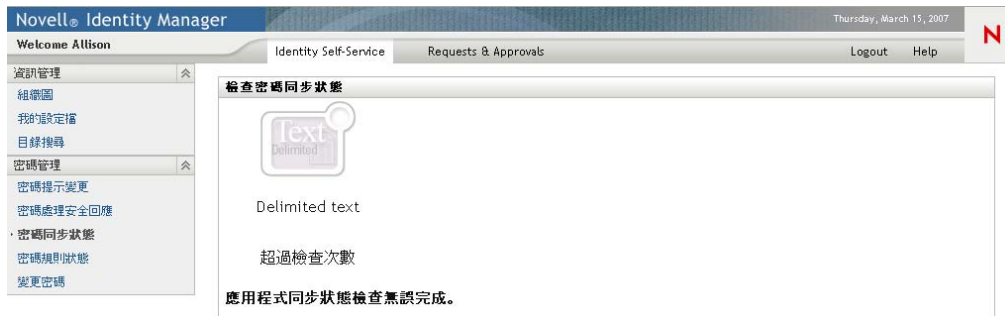 Novell® Identity Manager
Thursday, March 15, 2007
N
Welcome Allison
Identity Self-Service
Requests & Approvals
Logout
Help
資訊管理
組織圖
我的設定檔
目錄搜尋
密碼管理
密碼提示變更
密碼處理安全回應
密碼同步狀態
密碼規則狀態
變更密碼
檢查密碼同步狀態
Text
Delimited
Delimited text
超過檢查次數
應用程式同步狀態檢查無誤完成。